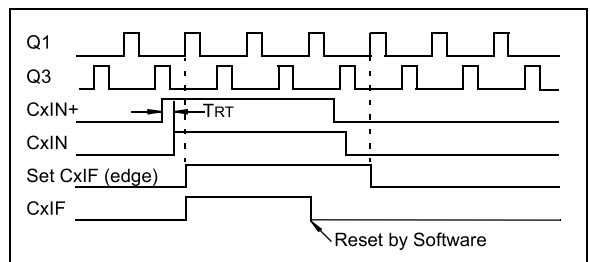 Q1
Q3
CxIN+
TRT
CxIN
Set CxIF (edge)
CxIF
Reset by Software